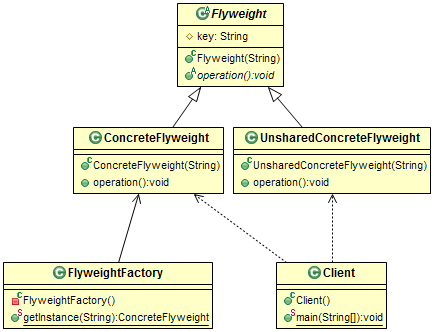 Flyweight
key: String
Flyweight(String)
operation():void
ConcreteFlyweight
ConcreteFlyweight(String)
operation():void
UnsharedConcreteFlyweight
UnsharedConcreteFlyweight(String)
operation():void
FlyweightFactory
FlyweightFactory()
getInstance(String):ConcreteFlyweight
Client
Client()
main(String[]):void